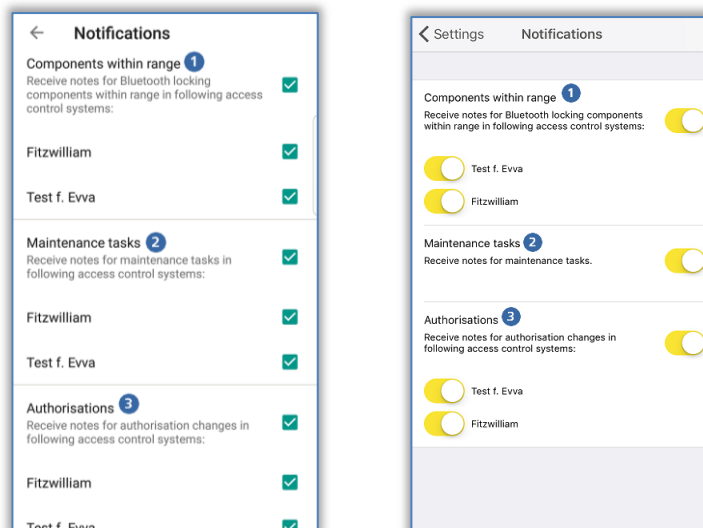 Notifications
Components within range 1
Receive notes for Bluetooth locking
components within range in following access
control systems:
Fitzwilliam
Test f. Evva
Maintenance tasks 2
Receive notes for maintenance tasks in
following access control systems:
Fitzwilliam
Test f. Evva
Authorisations 3
Receive notes for authorisation changes in
following access control systems:
Fitzwilliam
Test f. Evva
Settings Notifications
Components within range 1
Receive notes for Bluetooth locking components
within range in following access control systems:
Test f. Evva
Fitzwilliam
Maintenance tasks 2
Receive notes for maintenance tasks.
Authorisations 3
Receive notes for authorisation changes in
following access control systems:
Test f. Evva
Fitzwilliam